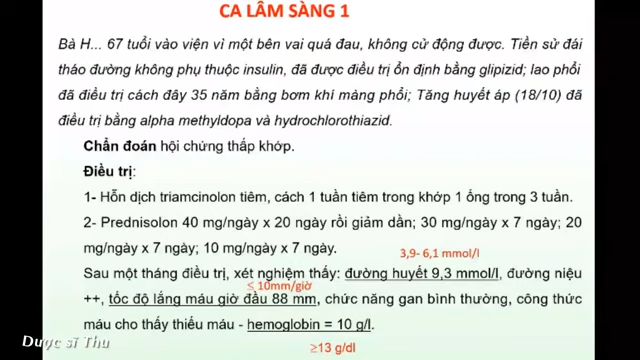 CA LÂM SÀNG 1
Bà H... 67 tuổi vào viện vì một bên vai quá đau, không cử động được. Tiền sử đái
tháo đường không phụ thuộc insulin, đã được điều trị ổn định bằng glipizid; lao phổi
đã điều trị cách đây 35 năm bằng bơm khí màng phổi; Tăng huyết áp (18/10) đã
điều trị bằng alpha methyldopa và hydrochlorothiazid.
Chẩn đoán hội chứng thấp khớp.
Điều trị:
1- Hỗn dịch triamcinolon tiêm, cách 1 tuần tiêm trong khớp 1 ống trong 3 tuần.
2- Prednisolon 40 mg/ngày x 20 ngày rồi giảm dần; 30 mg/ngày x 7 ngày; 20
mg/ngày x 7 ngày; 10 mg/ngày x 7 ngày.
3,9- 6,1 mmol/l
Sau một tháng điều trị, xét nghiệm thấy: đường huyết 9,3 mmol/l, đường niệu
≤ 10mm/giờ
++, tốc độ lắng máu giờ đầu 88 mm, chức năng gan bình thường, công thức
máu cho thấy thiếu máu - hemoglobin = 10 g/l.
Dược sĩ Thu
≥13 g/dl